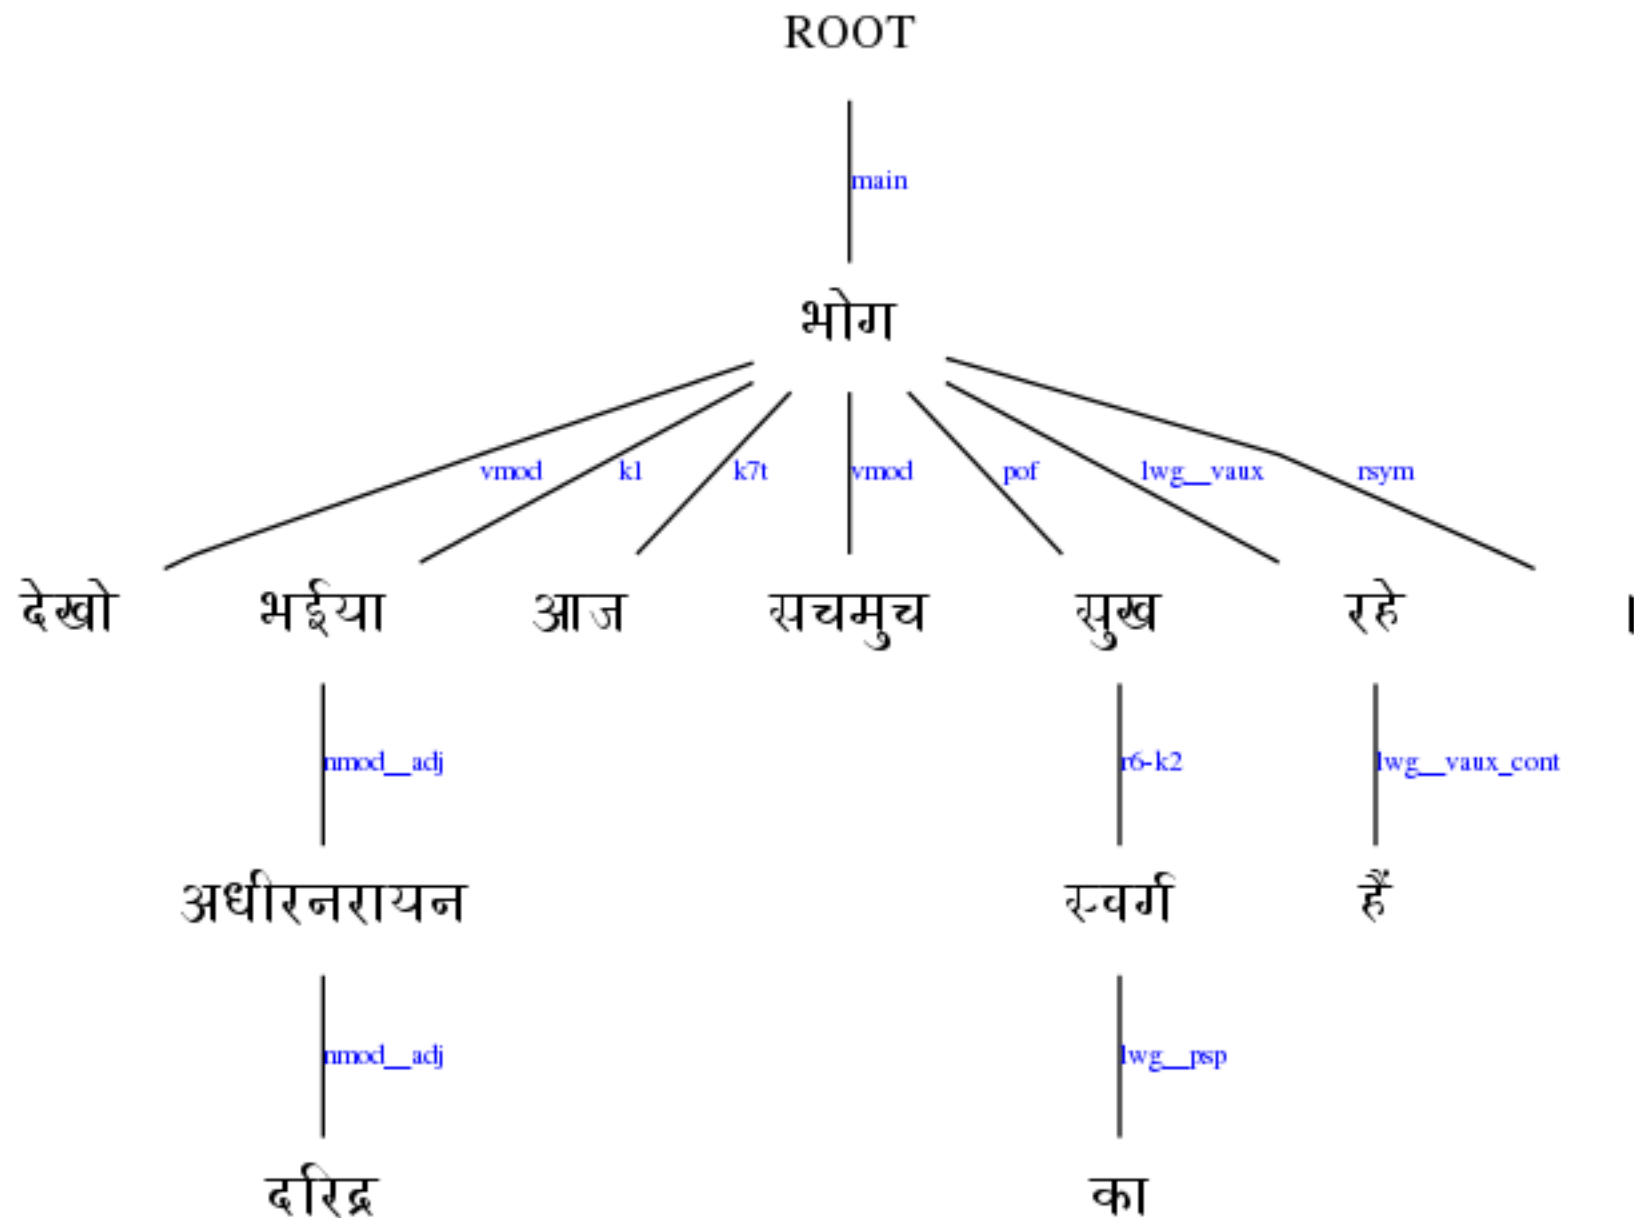 ROOT
main
भोग
vmod k1 k7t vmod pof lwg__vaux rsym
देखो भईया आज सचमुच सुख रहे ।
nmod__adj r6-k2 lwg__vaux_cont
अधीरनरायन स्वर्ग हैं
nmod__adj lwg__psp
दरिद्र का